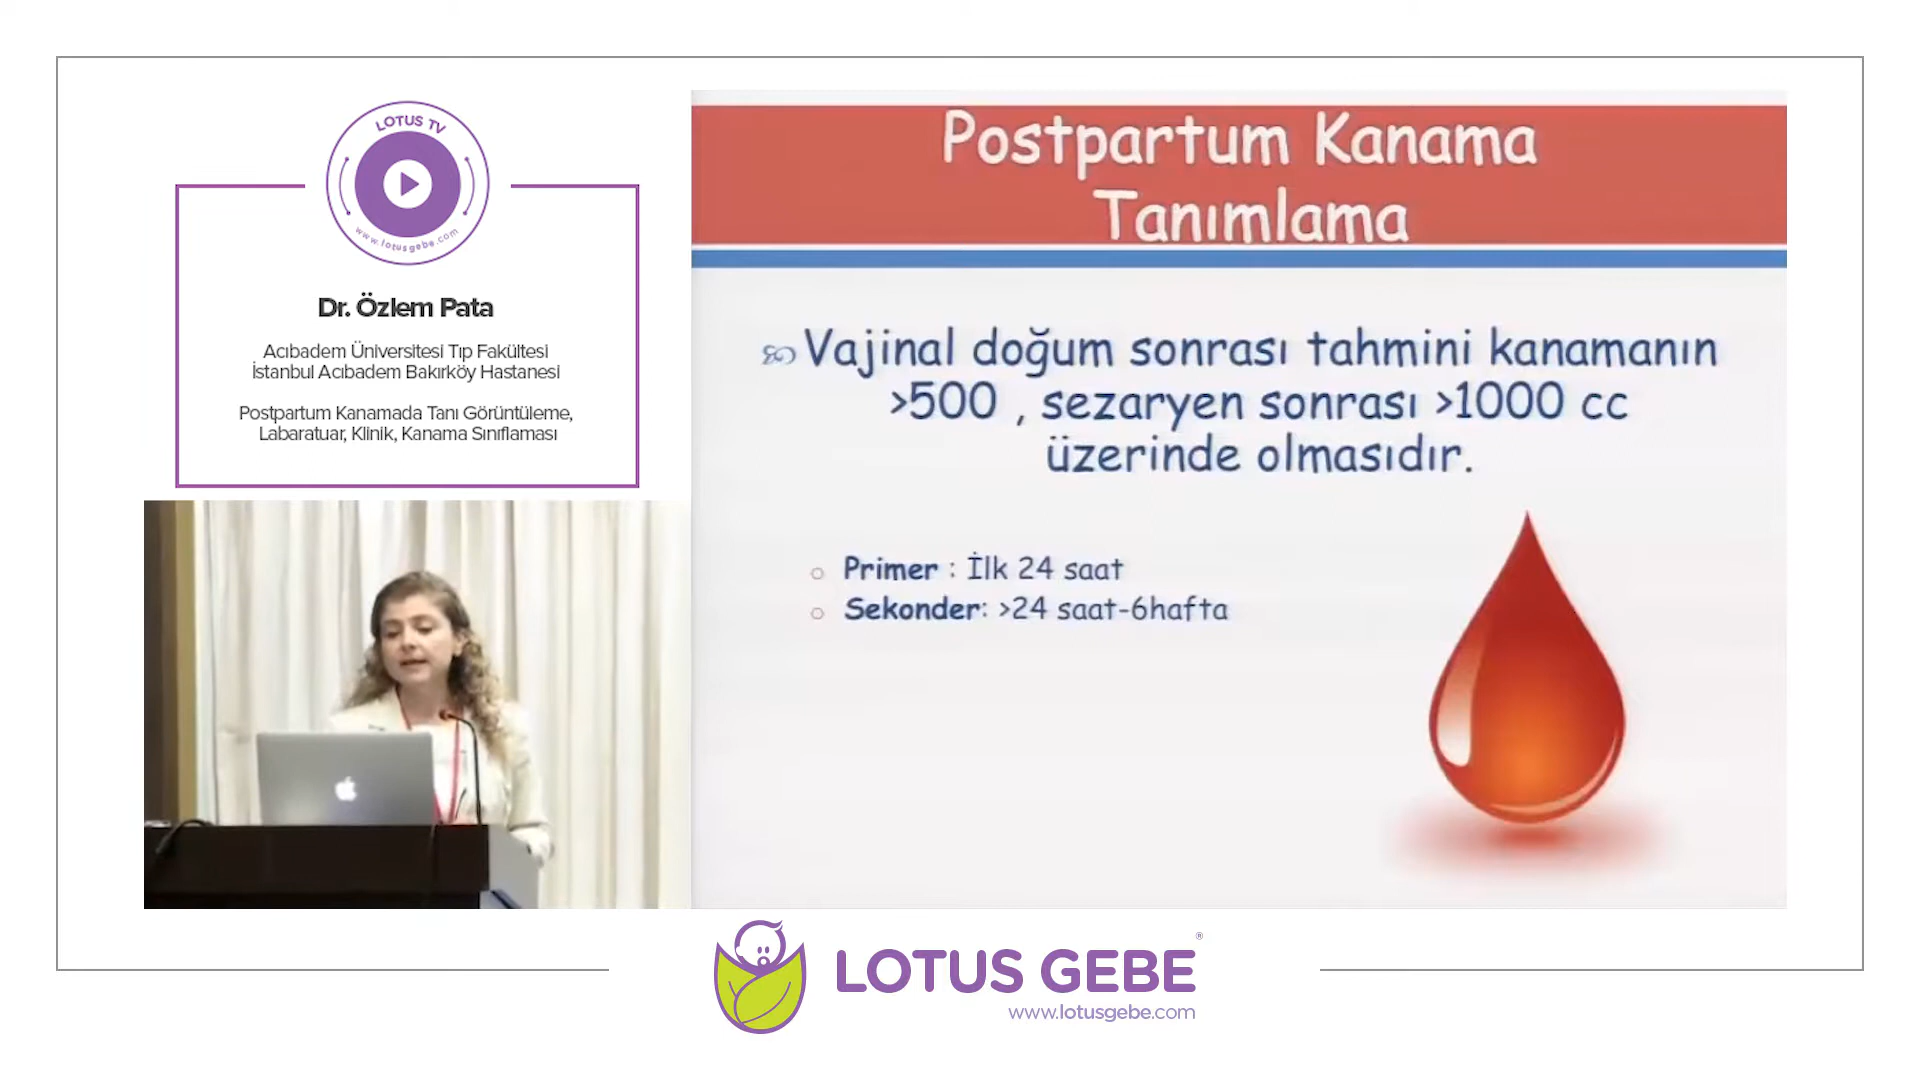 LOTUS TV
www.lotusgebe.com
Dr. Özlem Pata
Acıbadem Üniversitesi Tıp Fakültesi
İstanbul Acıbadem Bakırköy Hastanesi
Postpartum Kanamada Tanı Görüntüleme,
Labaratuar, Klinik, Kanama Sınıflaması
Postpartum Kanama
Tanımlama
Vajinal doğum sonrası tahmini kanamanın
>500 , sezaryen sonrası >1000 cc
üzerinde olmasıdır.
Primer : İlk 24 saat
Sekonder: >24 saat-6hafta
LOTUS GEBE®
www.lotusgebe.com